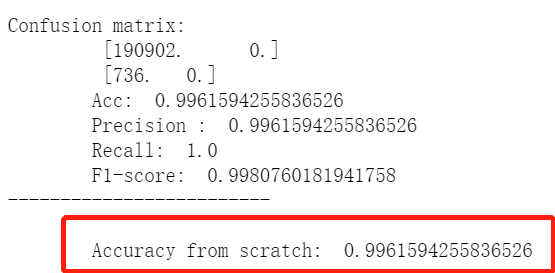 Confusion matrix:
[190902. 0.]
[736. 0.]
Acc: 0.9961594255836526
Precision : 0.9961594255836526
Recall: 1.0
F1-score: 0.9980760181941758
-------------------------
Accuracy from scratch: 0.9961594255836526